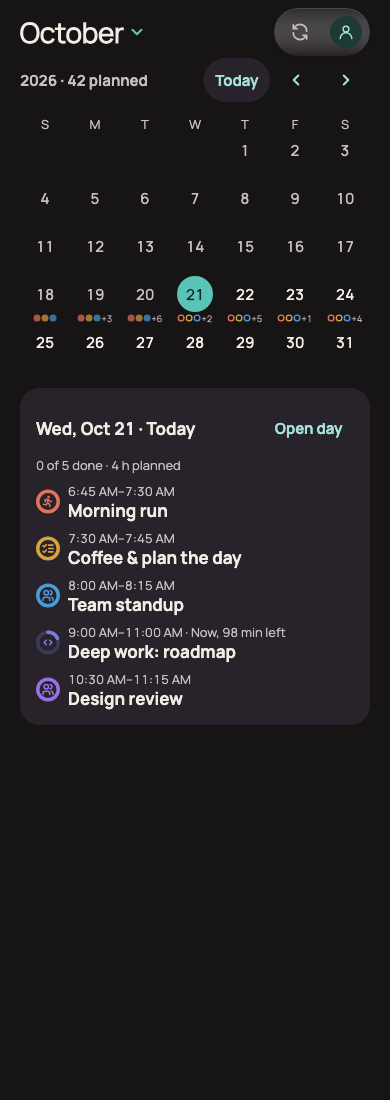 October
2026 · 42 planned
Today
S M T W T F S
1 2 3
4 5 6 7 8 9 10
11 12 13 14 15 16 17
18 19 20 21 22 23 24
+3 +6 +2 +5 +1 +4
25 26 27 28 29 30 31
Wed, Oct 21 · Today
Open day
0 of 5 done · 4 h planned
6:45 AM–7:30 AM
Morning run
7:30 AM–7:45 AM
Coffee & plan the day
8:00 AM–8:15 AM
Team standup
9:00 AM–11:00 AM · Now, 98 min left
Deep work: roadmap
10:30 AM–11:15 AM
Design review